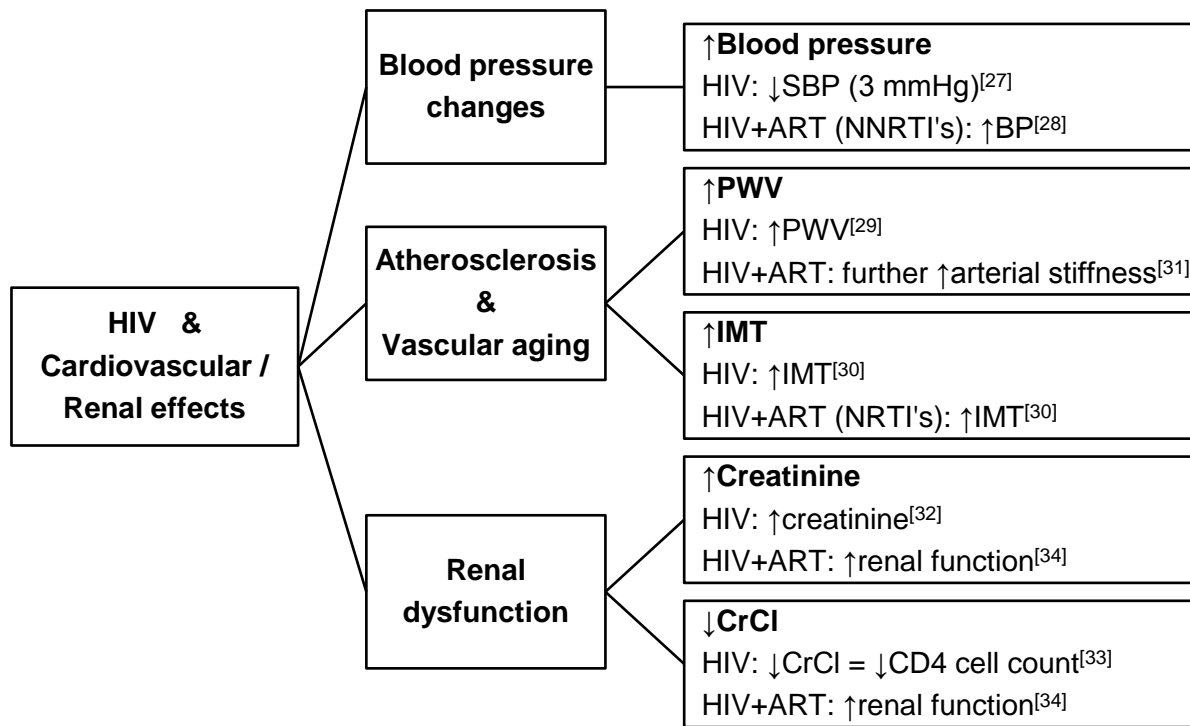 HIV & 
Cardiovascular /
Renal effects
Blood pressure
changes
↑Blood pressure
HIV: ↓SBP (3 mmHg)[27]
HIV+ART (NNRTI's): ↑BP[28]
Atherosclerosis
&
Vascular aging
↑PWV
HIV: ↑PWV[29]
HIV+ART: further ↑arterial stiffness[31]
↑IMT
HIV: ↑IMT[30]
HIV+ART (NRTI's): ↑IMT[30]
Renal
dysfunction
↑Creatinine
HIV: ↑creatinine[32]
HIV+ART: ↑renal function[34]
↓CrCl
HIV: ↓CrCl = ↓CD4 cell count[33]
HIV+ART: ↑renal function[34]